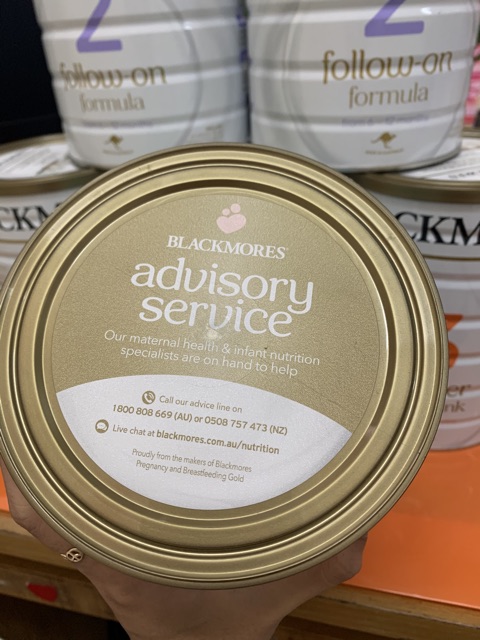 2
follow-on
formula
2
follow-on
formula
BLACKMORES
advisory
service
Our maternal health & infant nutrition
specialists are on hand to help
Call our advice line on
1800 808 669 (AU) or 0508 757 473 (NZ)
Live chat at blackmores.com.au/nutrition
Proudly from the makers of Blackmores
Pregnancy and Breastfeeding Gold
CKM